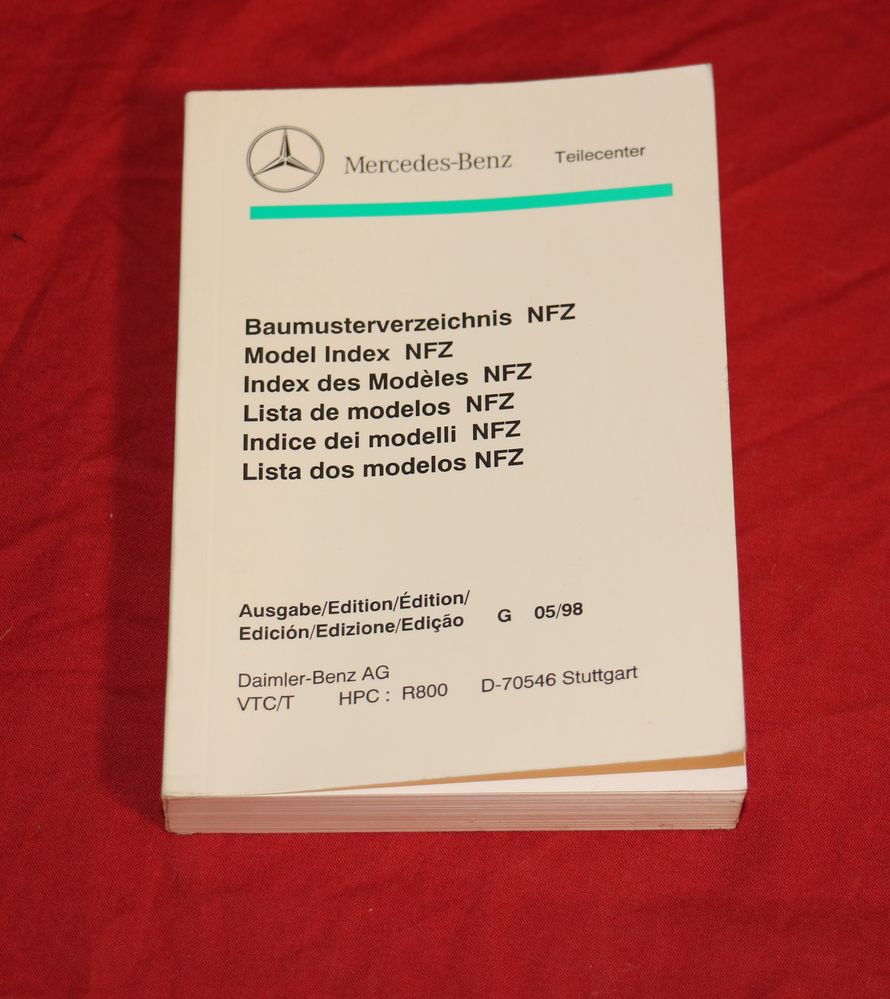 Mercedes-Benz Teilecenter
Baumusterverzeichnis NFZ
Model Index NFZ
Index des Modèles NFZ
Lista de modelos NFZ
Indice dei modelli NFZ
Lista dos modelos NFZ
Ausgabe/Edition/Édition/
Edición/Edizione/Edição G 05/98
Daimler-Benz AG
VTC/T HPC : R800 D-70546 Stuttgart